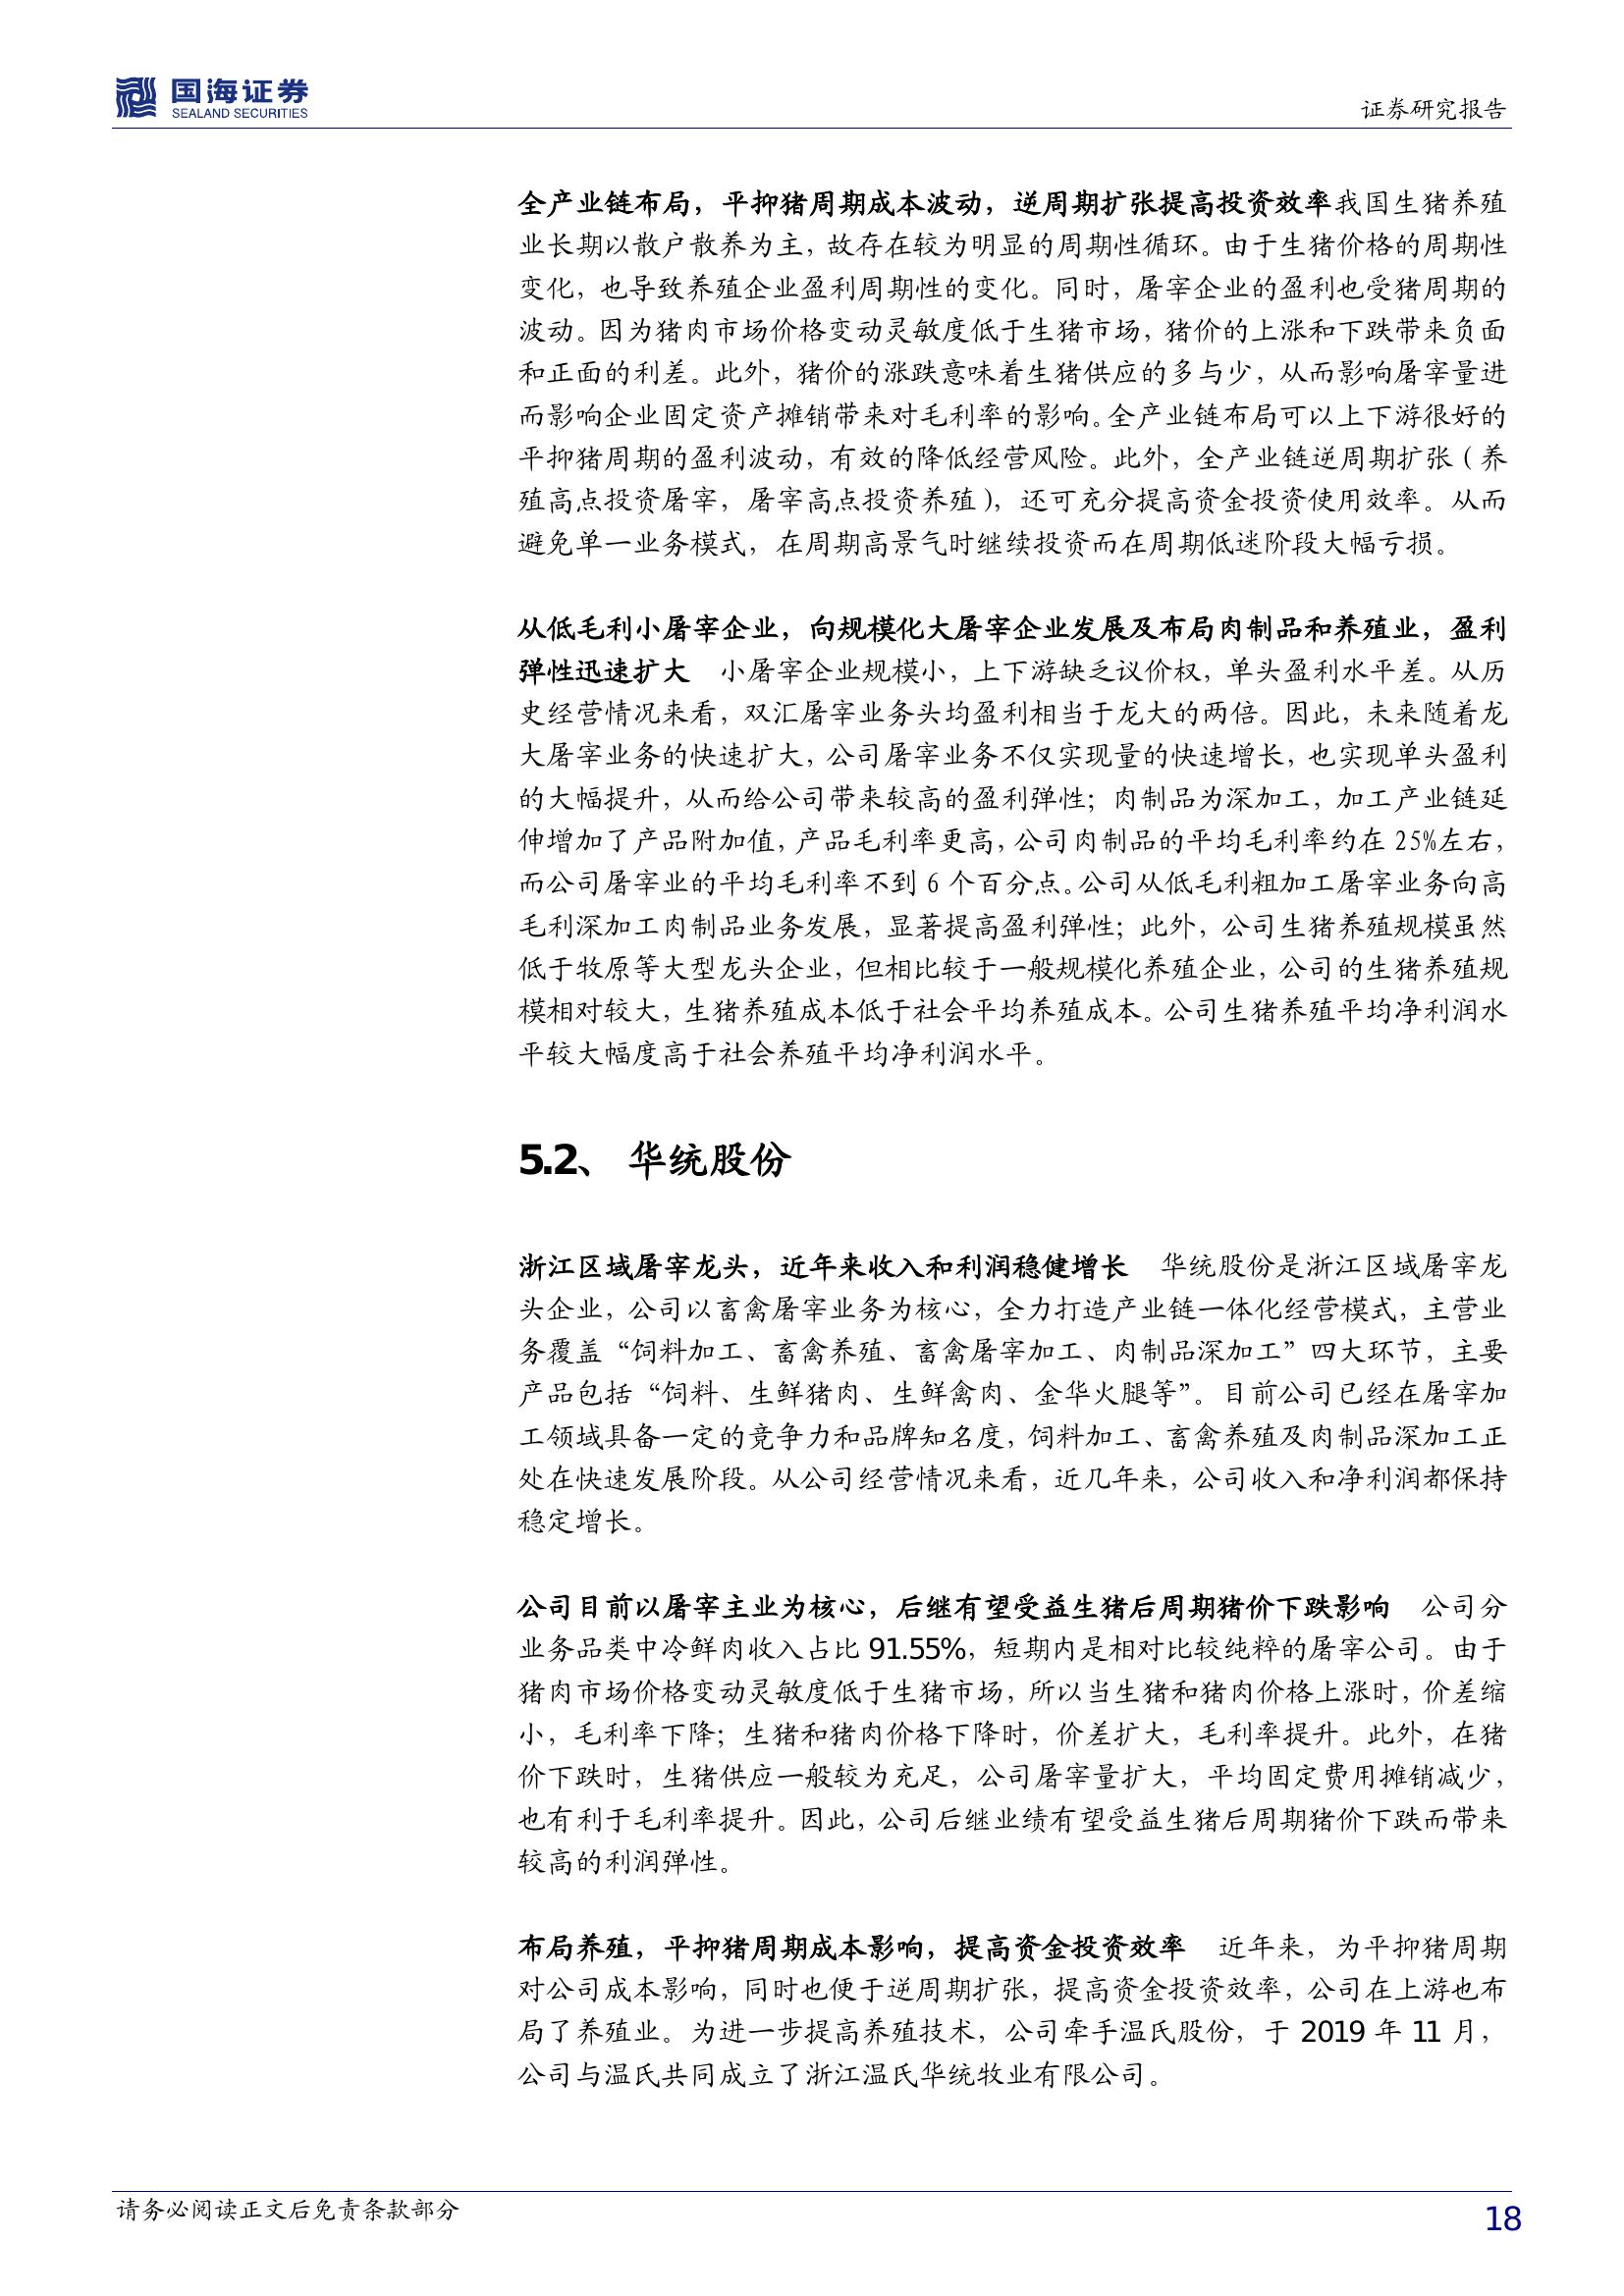 国海证券
SEALAND SECURITIES
证券研究报告
全产业链布局，平抑猪周期成本波动，逆周期扩张提高投资效率我国生猪养殖
业长期以散户散养为主，故存在较为明显的周期性循环。由于生猪价格的周期性
变化，也导致养殖企业盈利周期性的变化。同时，屠宰企业的盈利也受猪周期的
波动。因为猪肉市场价格变动灵敏度低于生猪市场，猪价的上涨和下跌带来负面
和正面的利差。此外，猪价的涨跌意味着生猪供应的多与少，从而影响屠宰量进
而影响企业固定资产摊销带来对毛利率的影响。全产业链布局可以上下游很好的
平抑猪周期的盈利波动，有效的降低经营风险。此外，全产业链逆周期扩张（养
殖高点投资屠宰，屠宰高点投资养殖），还可充分提高资金投资使用效率。从而
避免单一业务模式，在周期高景气时继续投资而在周期低迷阶段大幅亏损。
从低毛利小屠宰企业，向规模化大屠宰企业发展及布局肉制品和养殖业，盈利
弹性迅速扩大 小屠宰企业规模小，上下游缺乏议价权，单头盈利水平差。从历
史经营情况来看，双汇屠宰业务头均盈利相当于龙大的两倍。因此，未来随着龙
大屠宰业务的快速扩大，公司屠宰业务不仅实现量的快速增长，也实现单头盈利
的大幅提升，从而给公司带来较高的盈利弹性；肉制品为深加工，加工产业链延
伸增加了产品附加值，产品毛利率更高，公司肉制品的平均毛利率约在 25%左右，
而公司屠宰业的平均毛利率不到 6 个百分点。公司从低毛利粗加工屠宰业务向高
毛利深加工肉制品业务发展，显著提高盈利弹性；此外，公司生猪养殖规模虽然
低于牧原等大型龙头企业，但相比较于一般规模化养殖企业，公司的生猪养殖规
模相对较大，生猪养殖成本低于社会平均养殖成本。公司生猪养殖平均净利润水
平较大幅度高于社会养殖平均净利润水平。
5.2、 华统股份
浙江区域屠宰龙头，近年来收入和利润稳健增长 华统股份是浙江区域屠宰龙
头企业，公司以畜禽屠宰业务为核心，全力打造产业链一体化经营模式，主营业
务覆盖“饲料加工、畜禽养殖、畜禽屠宰加工、肉制品深加工”四大环节，主要
产品包括“饲料、生鲜猪肉、生鲜禽肉、金华火腿等”。目前公司已经在屠宰加
工领域具备一定的竞争力和品牌知名度，饲料加工、畜禽养殖及肉制品深加工正
处在快速发展阶段。从公司经营情况来看，近几年来，公司收入和净利润都保持
稳定增长。
公司目前以屠宰主业为核心，后继有望受益生猪后周期猪价下跌影响 公司分
业务品类中冷鲜肉收入占比 91.55%，短期内是相对比较纯粹的屠宰公司。由于
猪肉市场价格变动灵敏度低于生猪市场，所以当生猪和猪肉价格上涨时，价差缩
小，毛利率下降；生猪和猪肉价格下降时，价差扩大，毛利率提升。此外，在猪
价下跌时，生猪供应一般较为充足，公司屠宰量扩大，平均固定费用摊销减少，
也有利于毛利率提升。因此，公司后继业绩有望受益生猪后周期猪价下跌而带来
较高的利润弹性。
布局养殖，平抑猪周期成本影响，提高资金投资效率 近年来，为平抑猪周期
对公司成本影响，同时也便于逆周期扩张，提高资金投资效率，公司在上游也布
局了养殖业。为进一步提高养殖技术，公司牵手温氏股份，于 2019 年 11 月，
公司与温氏共同成立了浙江温氏华统牧业有限公司。
请务必阅读正文后免责条款部分
18